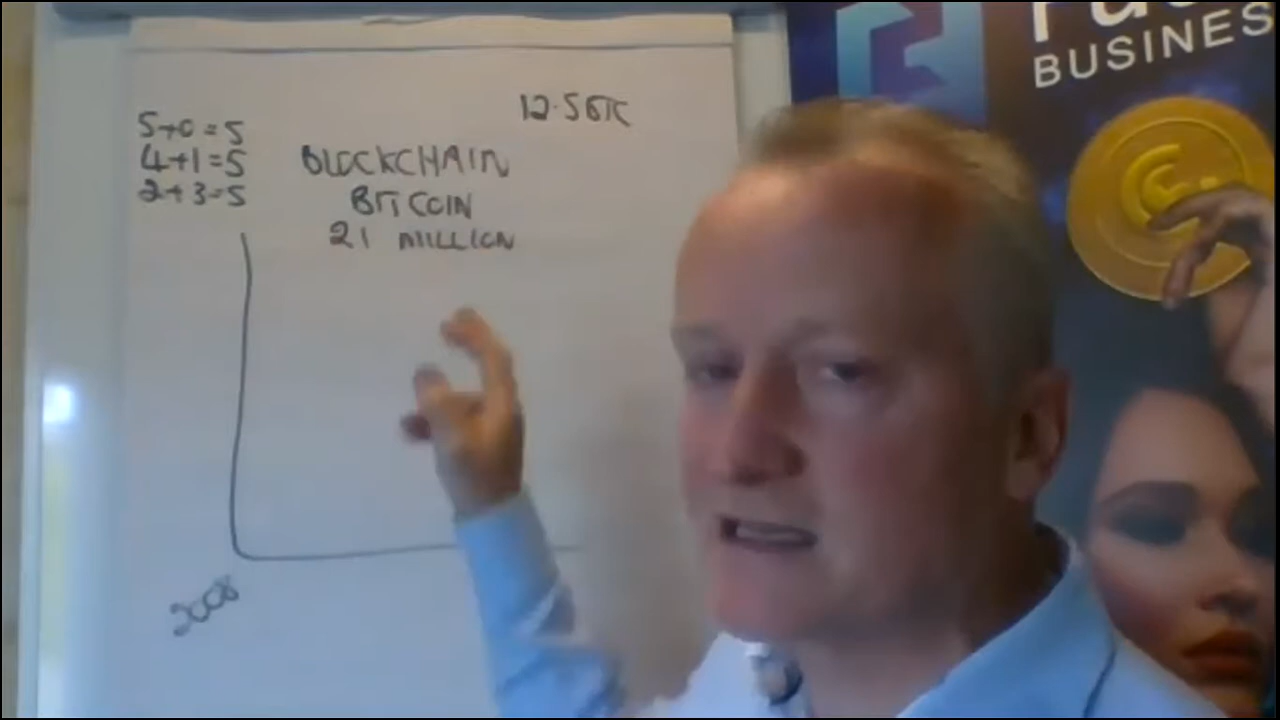 12.5BTC
5+0=5
4+1=5
2+3=5
BLOCKCHAIN
BITCOIN
21 MILLION
2008
BUSINES